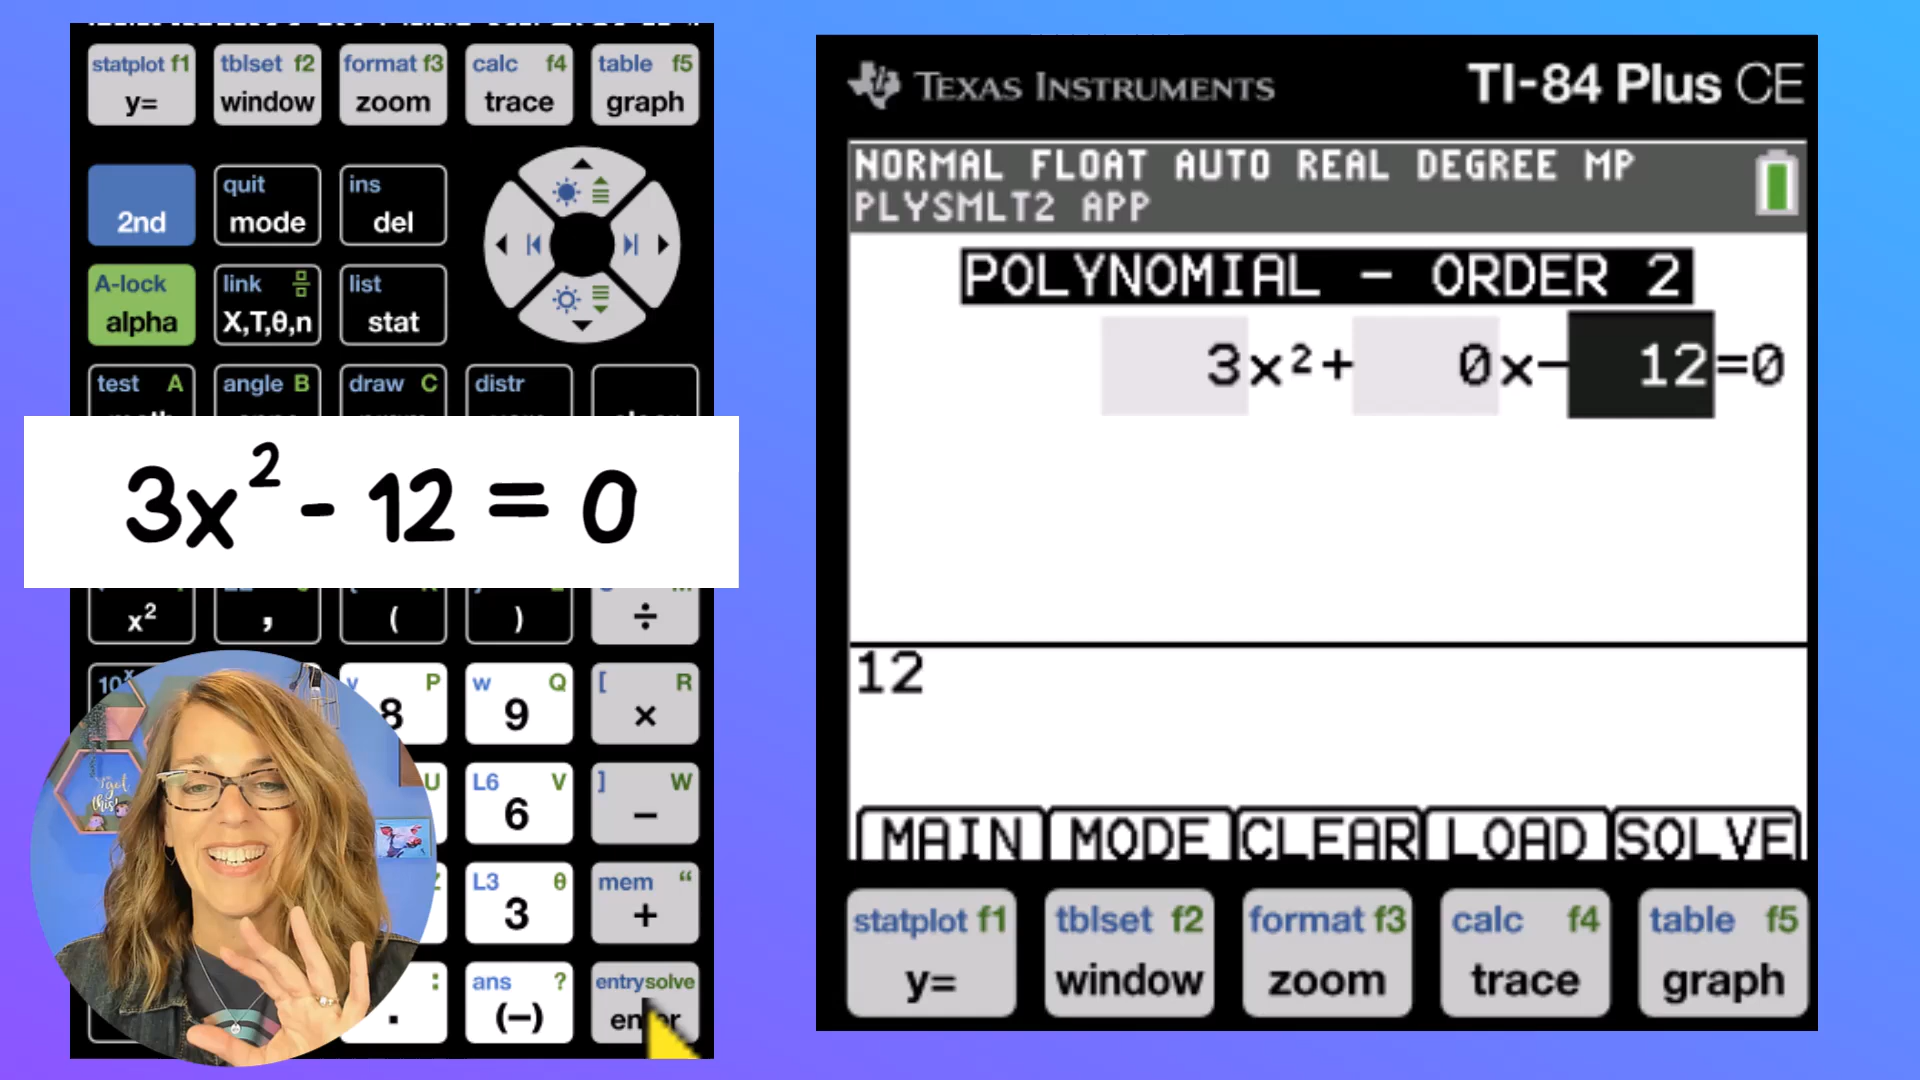 statplot f1 tblset f2 format f3 calc f4 table f5
y= window zoom trace graph
quit ins
2nd mode del
A-lock link list
alpha X,T,θ,n stat
test A angle B draw C distr
3x² - 12 = 0
x² , ( ) ÷
10ˣ v P w Q [ R
8 9 ×
U L6 V ] W
6 −
L3 θ mem “
3 +
: ans ? entry solve
. (−) enter
I got this!
TEXAS INSTRUMENTS TI-84 Plus CE
NORMAL FLOAT AUTO REAL DEGREE MP
PLYSMLT2 APP
POLYNOMIAL − ORDER 2
3x²+ 0x− 12=0
12
MAIN MODE CLEAR LOAD SOLVE
statplot f1 tblset f2 format f3 calc f4 table f5
y= window zoom trace graph